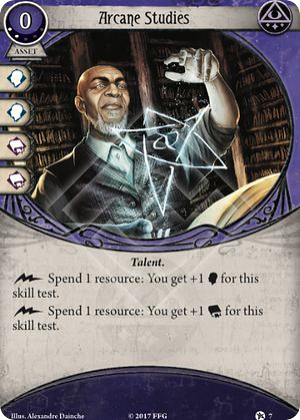 0
Arcane Studies
ASSET
Talent.
Spend 1 resource: You get +1 for this
skill test.
Spend 1 resource: You get +1 for this
skill test.
Illus. Alexandre Dainche
© 2017 FFG
7